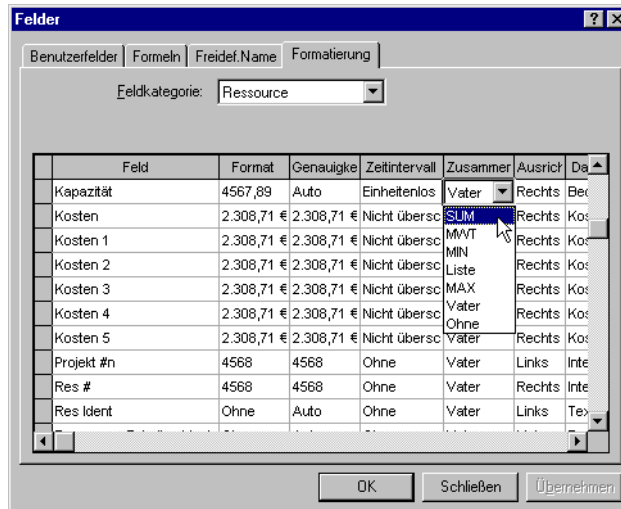 Felder
Benutzerfelder Formeln Freidef.Name Formatierung
Feldkategorie: Ressource
Feld Format Genauigke Zeitintervall Zusammer Ausrich Da
Kapazität 4567,89 Auto Einheitenlos Vater Rechts Bec
Kosten 2.308,71 € 2.308,71 € Nicht übersc SUM Rechts Kos
Kosten 1 2.308,71 € 2.308,71 € Nicht übersc MWT Rechts Kos
MIN
Kosten 2 2.308,71 € 2.308,71 € Nicht übersc Liste Rechts Kos
Kosten 3 2.308,71 € 2.308,71 € Nicht übersc MAX Rechts Kos
Kosten 4 2.308,71 € 2.308,71 € Nicht übersc Vater Rechts Kos
Ohne
Kosten 5 2.308,71 € 2.308,71 € Nicht übersc Vater Rechts Kos
Projekt #n 4568 4568 Ohne Vater Links Inte
Res # 4568 4568 Ohne Vater Rechts Inte
Res Ident Ohne Auto Ohne Vater Links Tex
OK Schließen Übernehmen